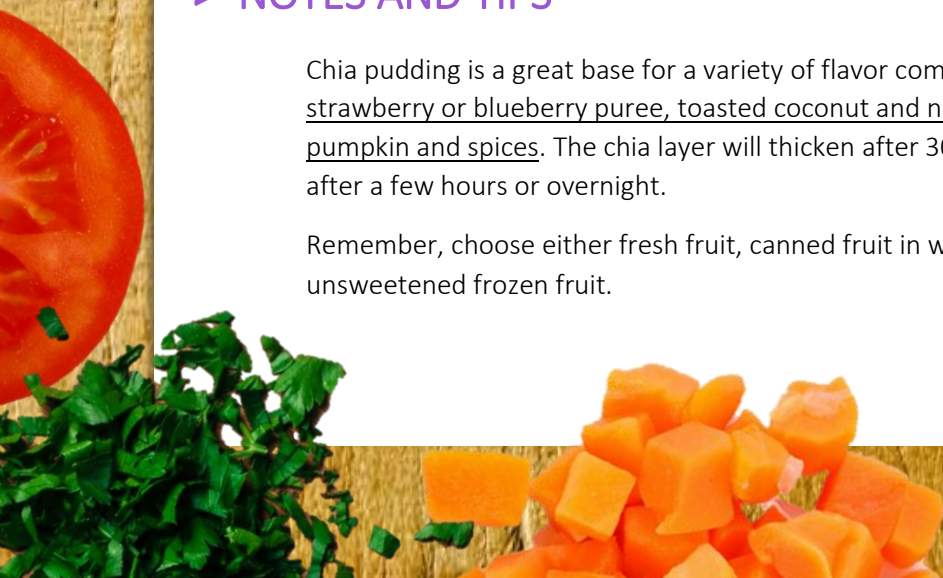 ➢ NOTES AND TIPS
Chia pudding is a great base for a variety of flavor com
strawberry or blueberry puree, toasted coconut and n
pumpkin and spices. The chia layer will thicken after 30
after a few hours or overnight.
Remember, choose either fresh fruit, canned fruit in w
unsweetened frozen fruit.